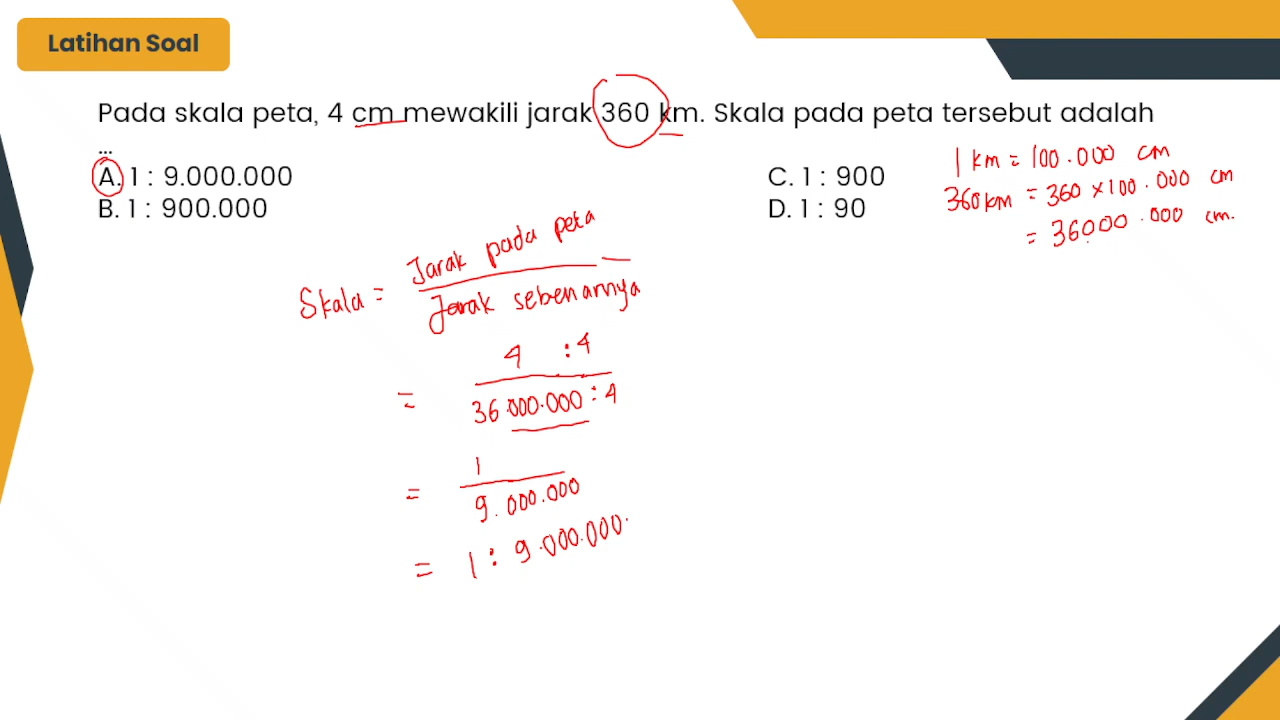 Latihan Soal
Pada skala peta, 4 cm mewakili jarak 360 km. Skala pada peta tersebut adalah
...
A. 1 : 9.000.000
B. 1 : 900.000
C. 1 : 900
D. 1 : 90
1 km = 100.000 cm
360 km = 360 × 100.000 cm
= 36000.000 cm.
Skala = Jarak pada peta
Jarak sebenarnya
= 4 : 4
36.000.000 : 4
= 1
9.000.000
= 1 : 9.000.000.